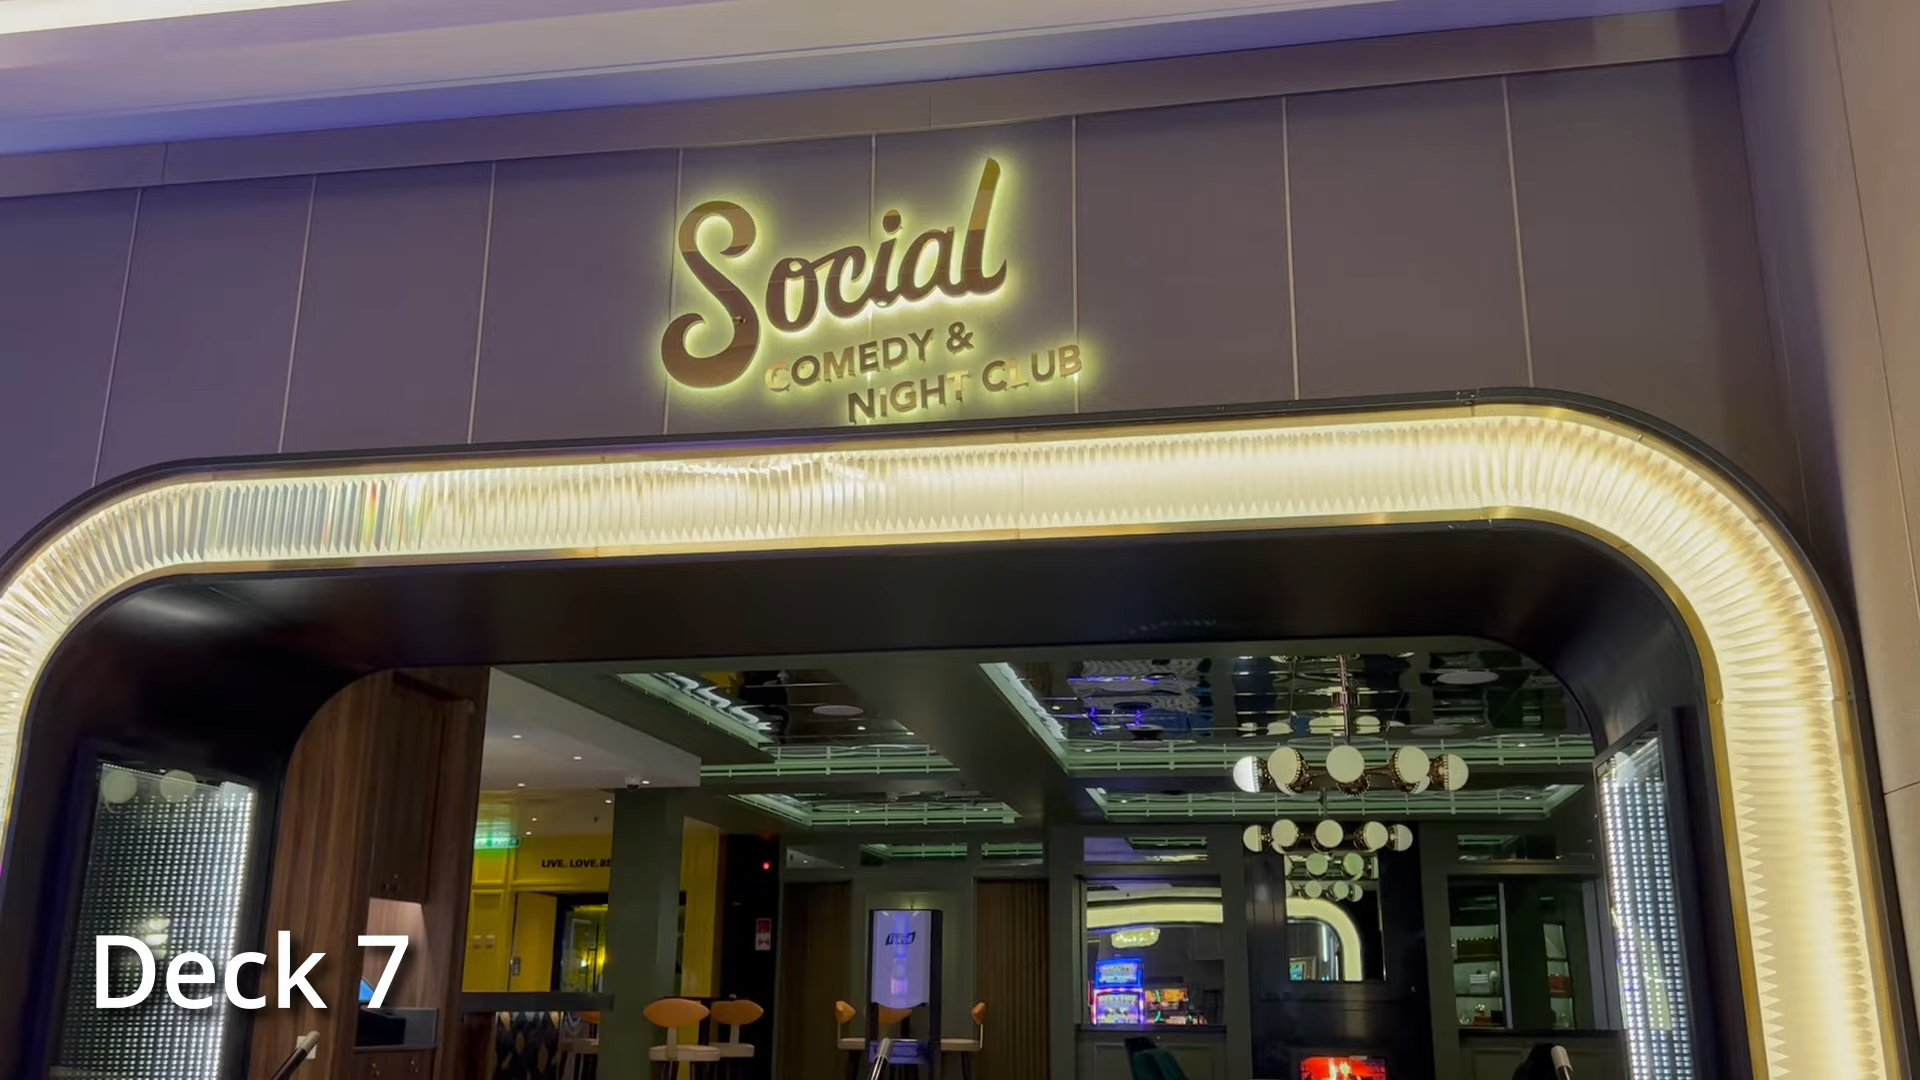 Social
COMEDY &
NIGHT CLUB
LIVE. LOVE.
Deck 7